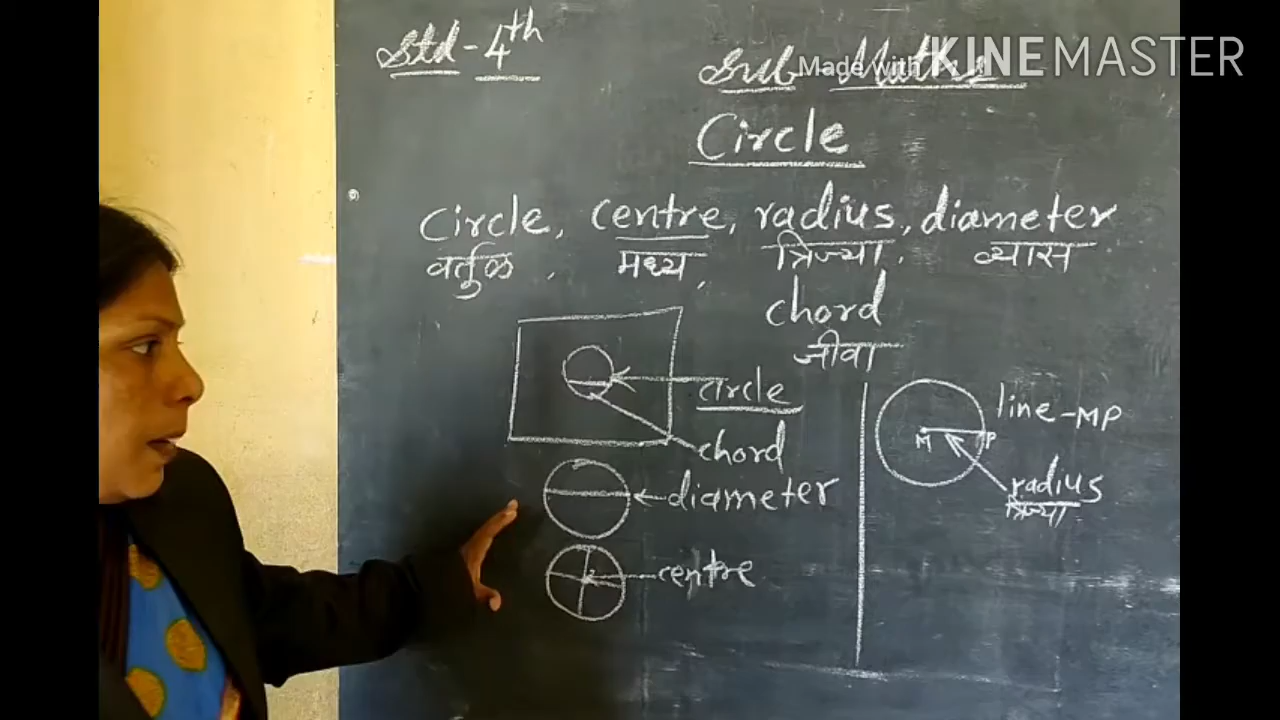 Std - 4th
Sub - Maths
Made with KINEMASTER
Circle
Circle, centre, radius, diameter
वर्तुळ, मध्य, त्रिज्या, व्यास
chord
जीवा
circle
chord
diameter
centre
line - MP
M P
radius
त्रिज्या